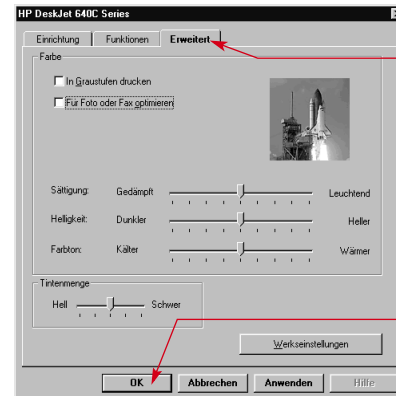 HP DeskJet 640C Series
Einrichtung Funktionen Erweitert
Farbe
In Graustufen drucken
Für Foto oder Fax optimieren
Sättigung: Gedämpft Leuchtend
Helligkeit: Dunkler Heller
Farbton: Kälter Wärmer
Tintenmenge
Hell Schwer
Werkseinstellungen
OK Abbrechen Anwenden Hilfe